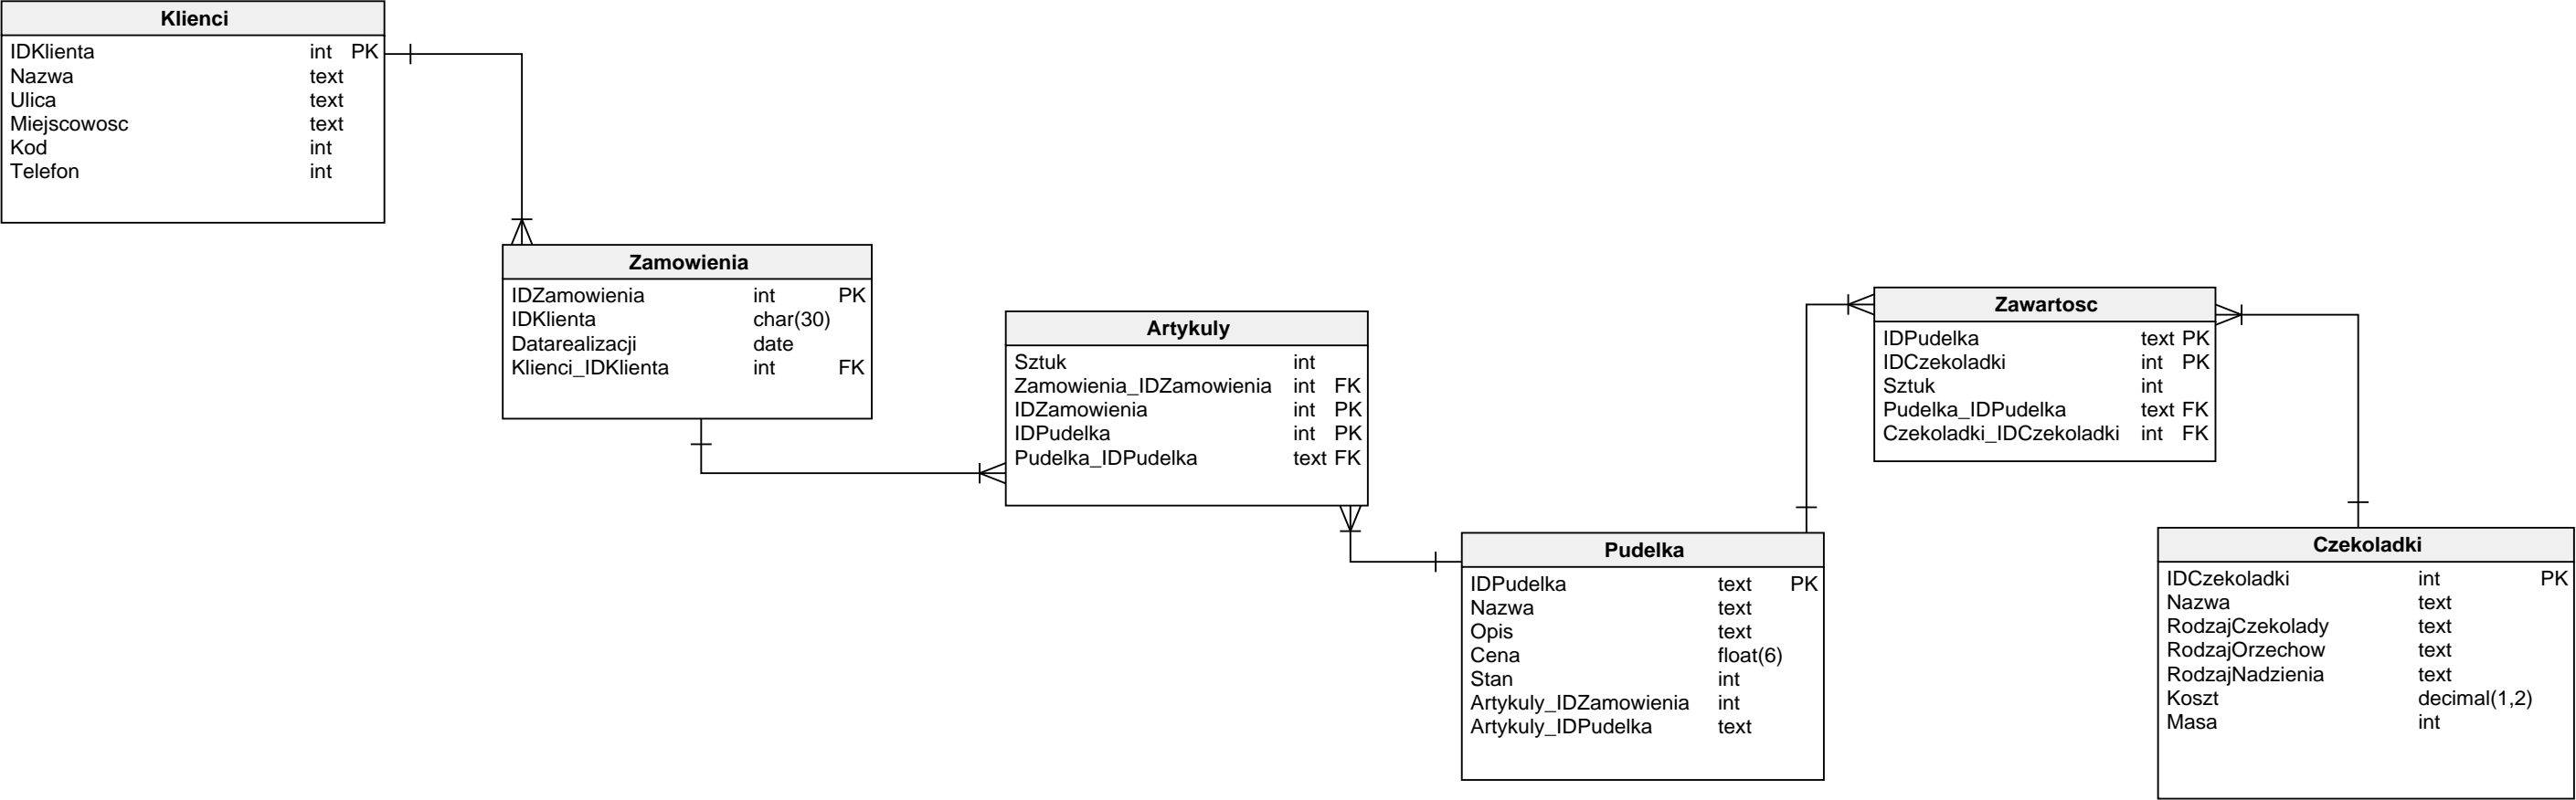 Klienci
IDKlienta int PK
Nazwa text
Ulica text
Miejscowosc text
Kod int
Telefon int
Zamowienia
IDZamowienia int PK
IDKlienta char(30)
Datarealizacji date
Klienci_IDKlienta int FK
Artykuly
Sztuk int
Zamowienia_IDZamowienia int FK
IDZamowienia int PK
IDPudelka int PK
Pudelka_IDPudelka text FK
Pudelka
IDPudelka text PK
Nazwa text
Opis text
Cena float(6)
Stan int
Artykuly_IDZamowienia int
Artykuly_IDPudelka text
Zawartosc
IDPudelka text PK
IDCzekoladki int PK
Sztuk int
Pudelka_IDPudelka text FK
Czekoladki_IDCzekoladki int FK
Czekoladki
IDCzekoladki int PK
Nazwa text
RodzajCzekolady text
RodzajOrzechow text
RodzajNadzienia text
Koszt decimal(1,2)
Masa int